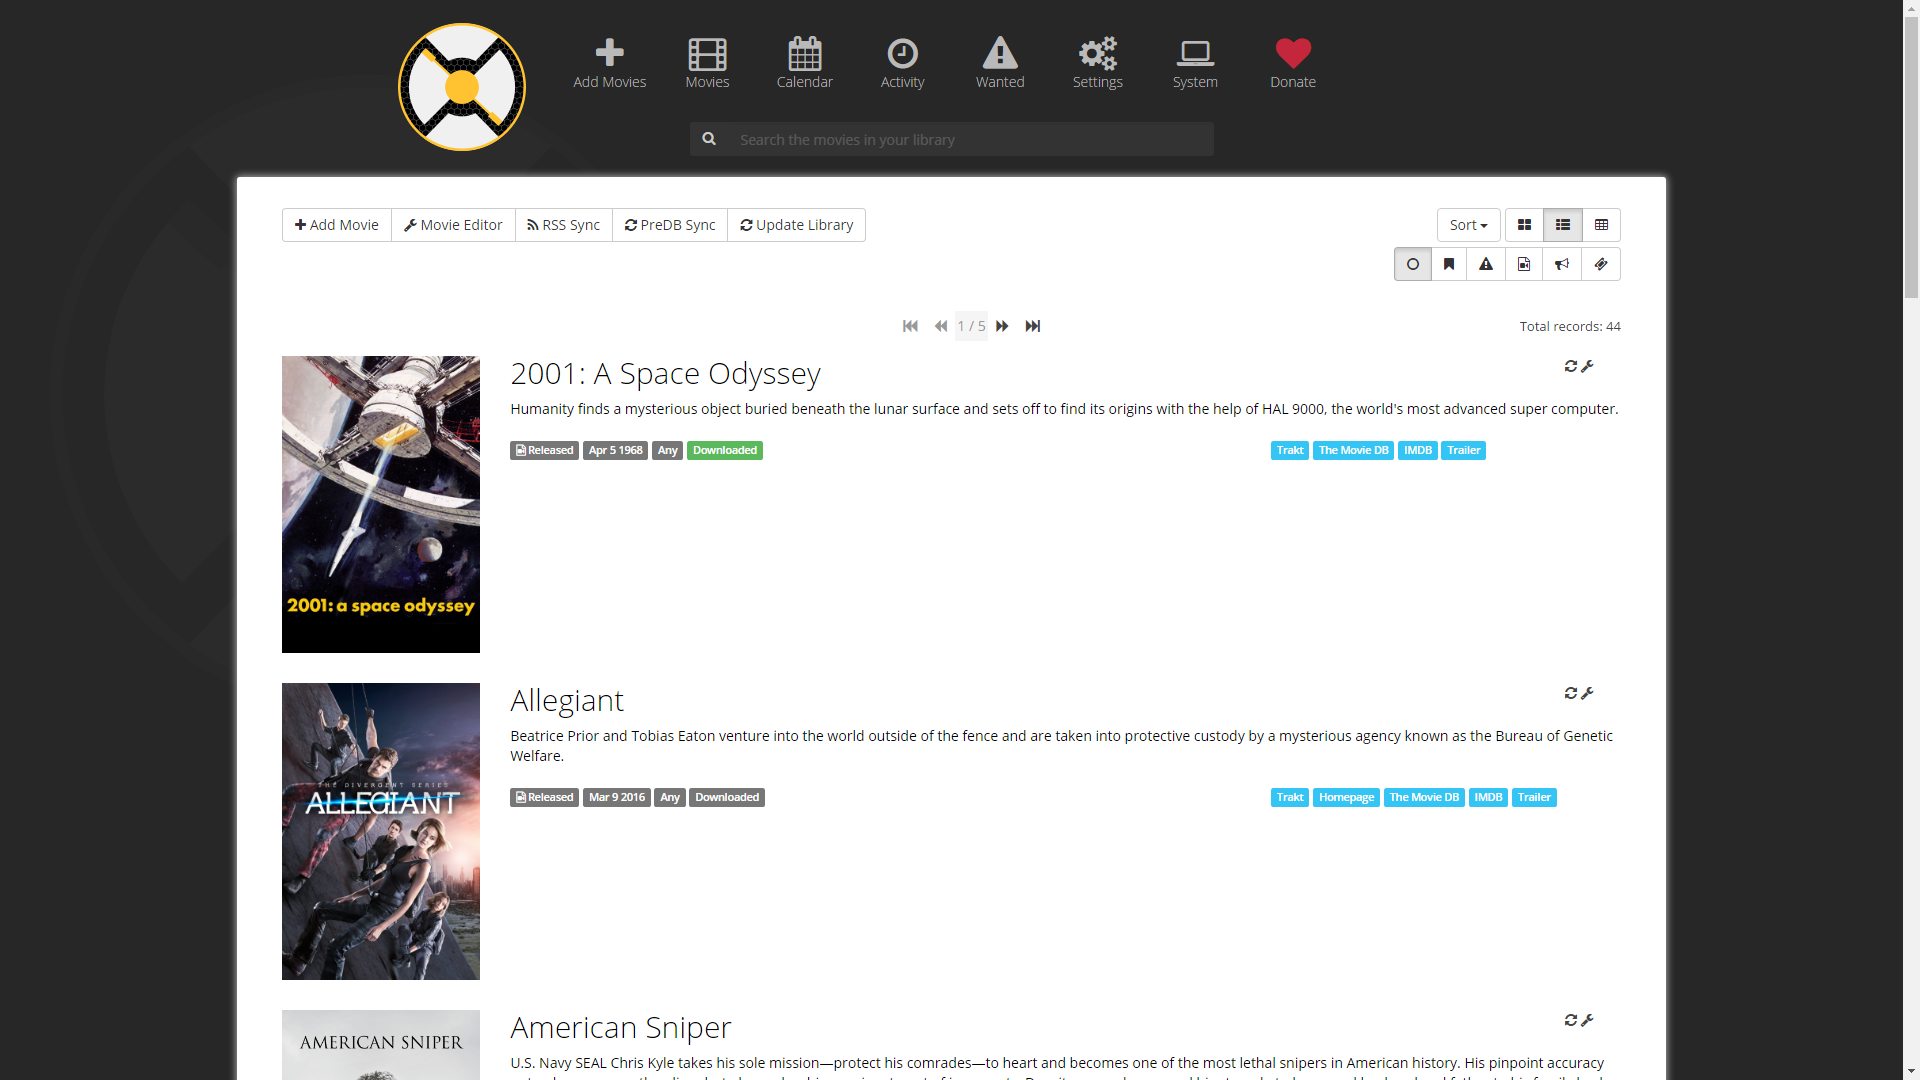 Add Movies
Movies
Calendar
Activity
Wanted
Settings
System
Donate
Search the movies in your library
Add Movie
Movie Editor
RSS Sync
PreDB Sync
Update Library
Sort
1 / 5
Total records: 44
2001: a space odyssey
2001: A Space Odyssey
Humanity finds a mysterious object buried beneath the lunar surface and sets off to find its origins with the help of HAL 9000, the world's most advanced super computer.
Released Apr 5 1968 Any Downloaded
Trakt The Movie DB IMDB Trailer
THE DIVERGENT SERIES
ALLEGIANT
Allegiant
Beatrice Prior and Tobias Eaton venture into the world outside of the fence and are taken into protective custody by a mysterious agency known as the Bureau of Genetic
Welfare.
Released Mar 9 2016 Any Downloaded
Trakt Homepage The Movie DB IMDB Trailer
AMERICAN SNIPER
American Sniper
U.S. Navy SEAL Chris Kyle takes his sole mission—protect his comrades—to heart and becomes one of the most lethal snipers in American history. His pinpoint accuracy